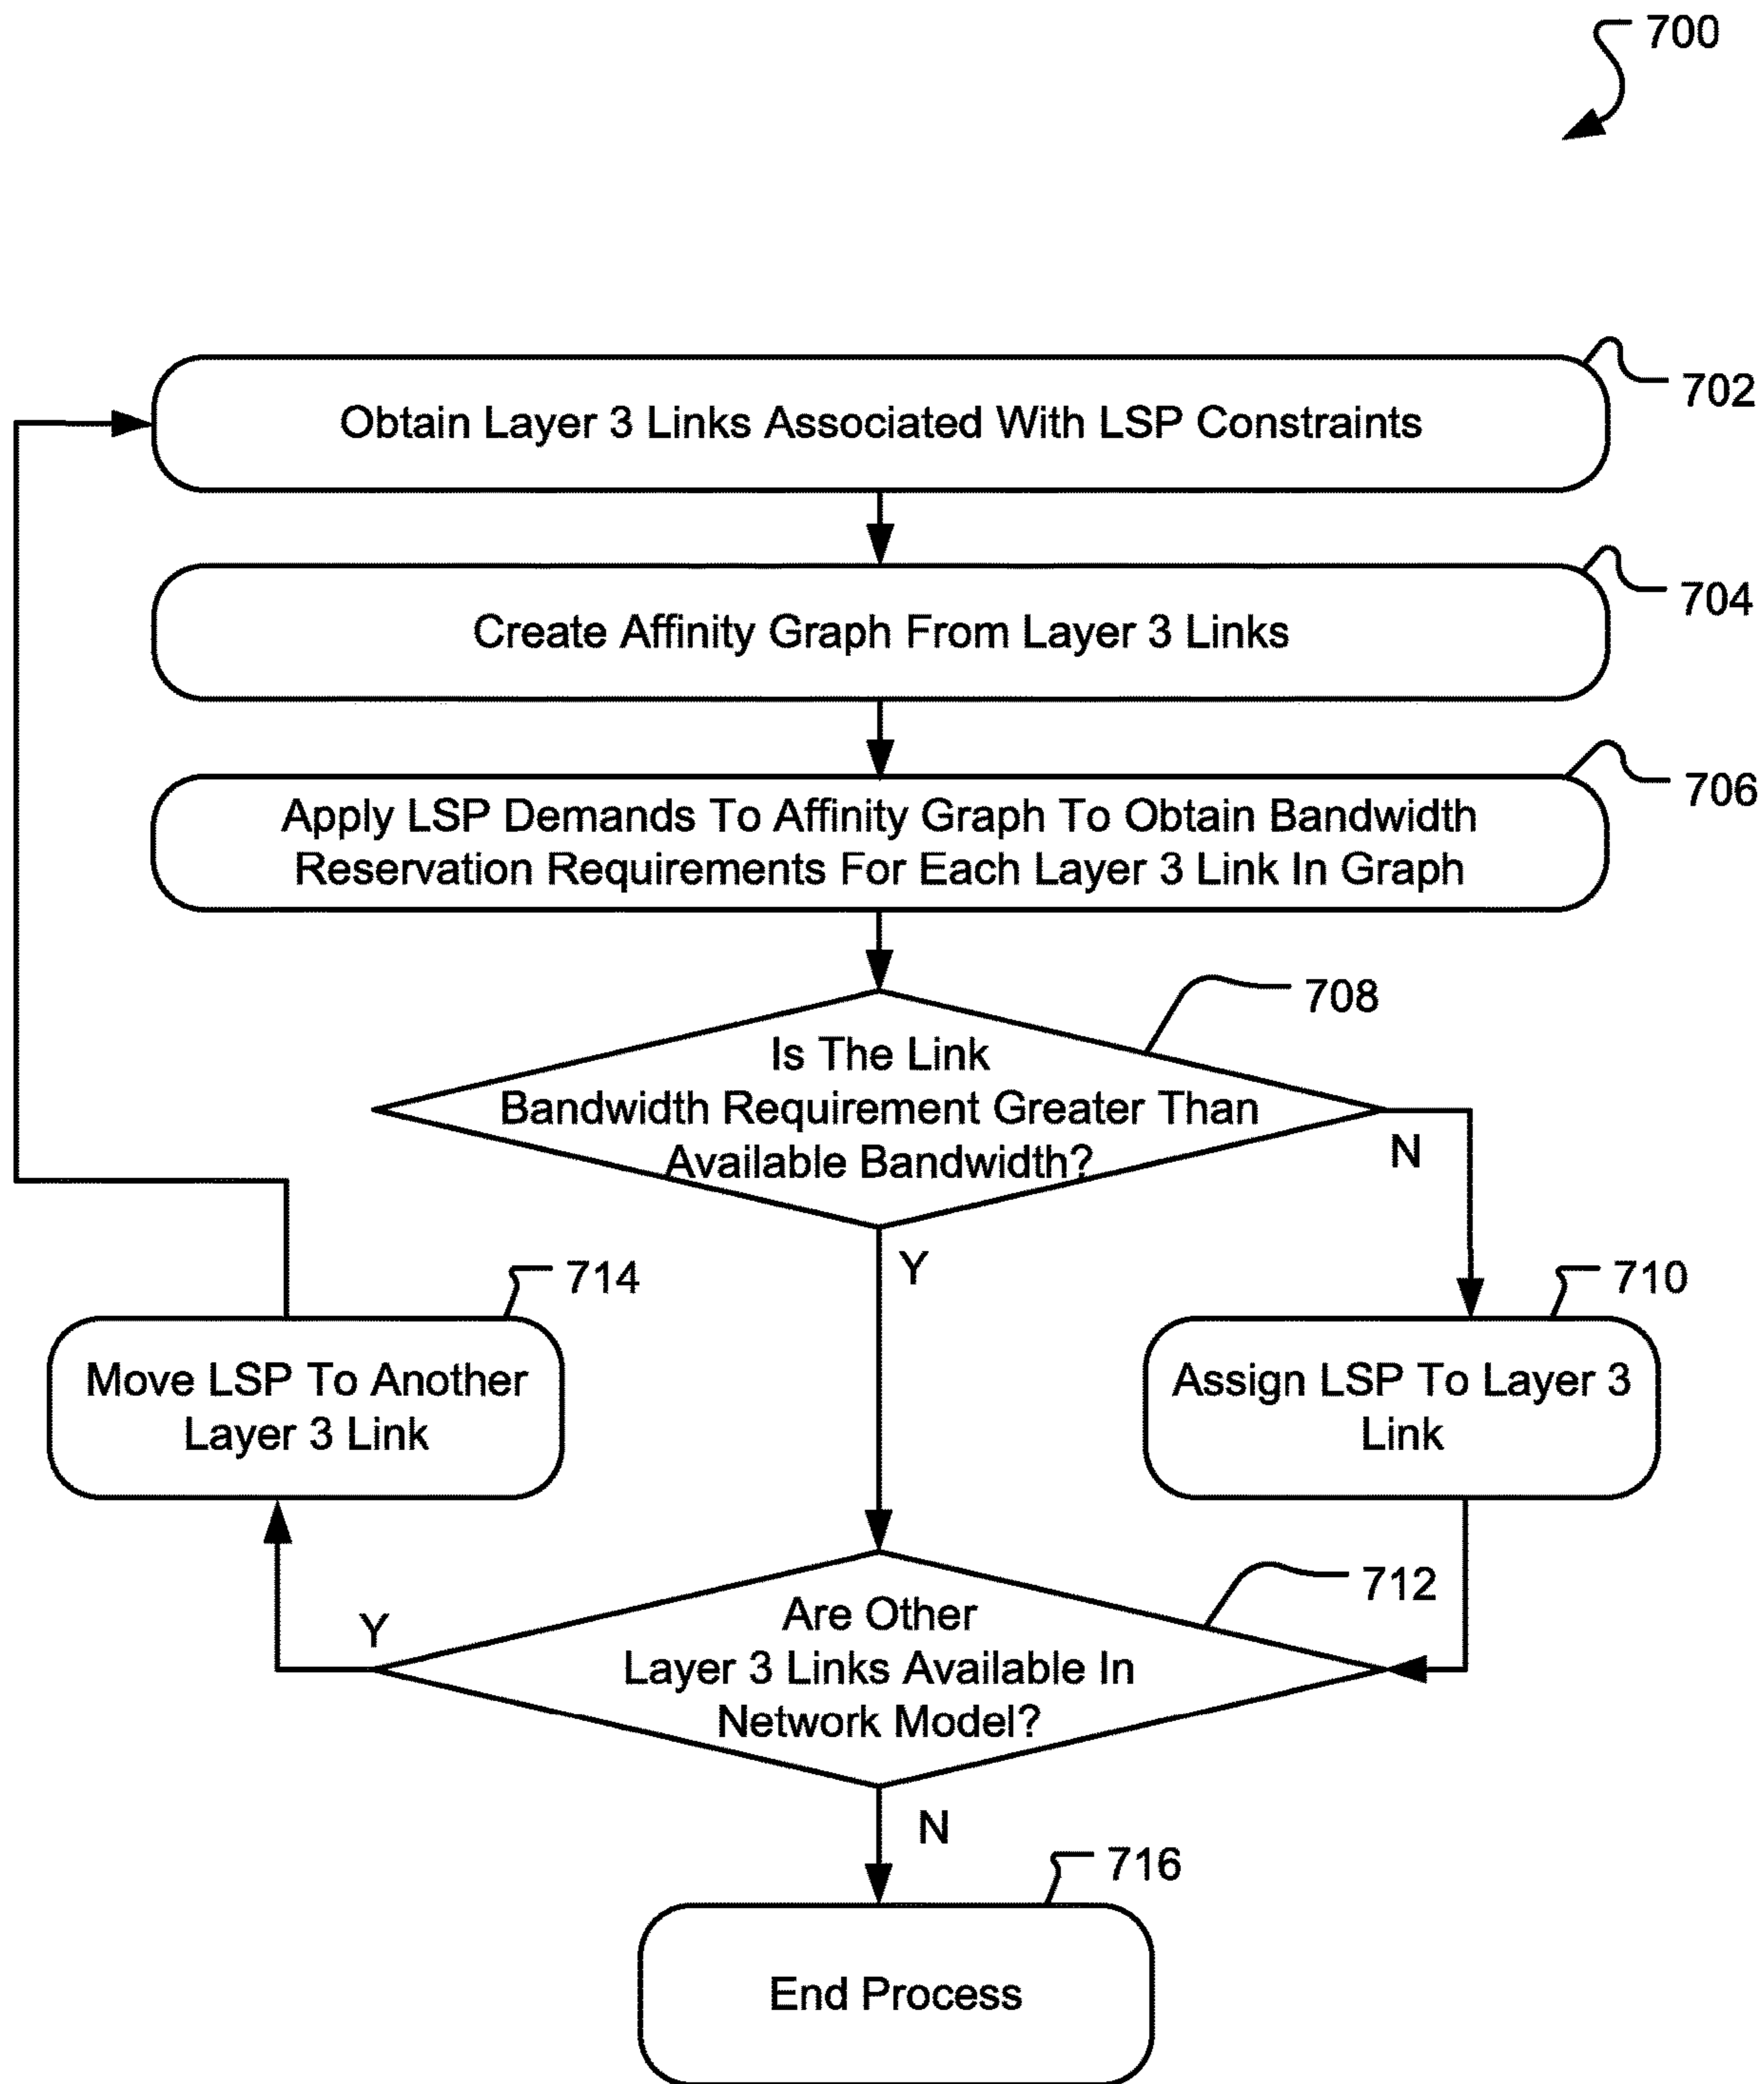 700
Obtain Layer 3 Links Associated With LSP Constraints
702
Create Affinity Graph From Layer 3 Links
704
Apply LSP Demands To Affinity Graph To Obtain Bandwidth
Reservation Requirements For Each Layer 3 Link In Graph
706
Is The Link
Bandwidth Requirement Greater Than
Available Bandwidth?
708
N
Y
714
Move LSP To Another
Layer 3 Link
710
Assign LSP To Layer 3
Link
Are Other
Layer 3 Links Available In
Network Model?
712
Y
N
716
End Process